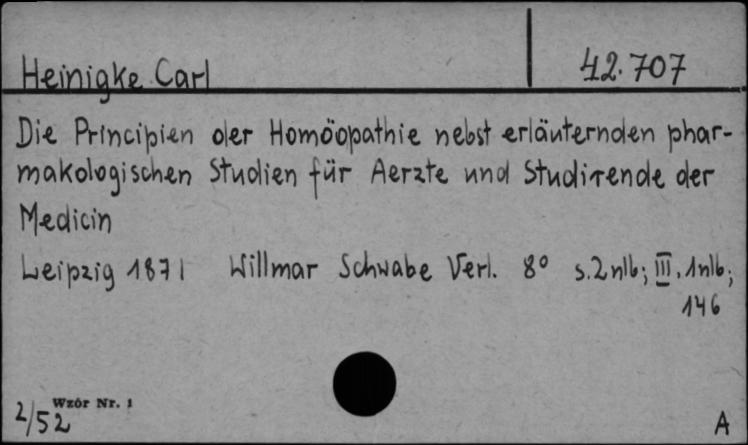 Heinigke Carl 42.707
Die Principien der Homöopathie nebst erläuternden phar-
makologischen Studien für Aerzte und Studirende der
Medicin
Leipzig 1871 Willmar Schwabe Verl. 8° s.2nlb; III, 1nlb;
146
Wzór Nr. 1
2/52
A